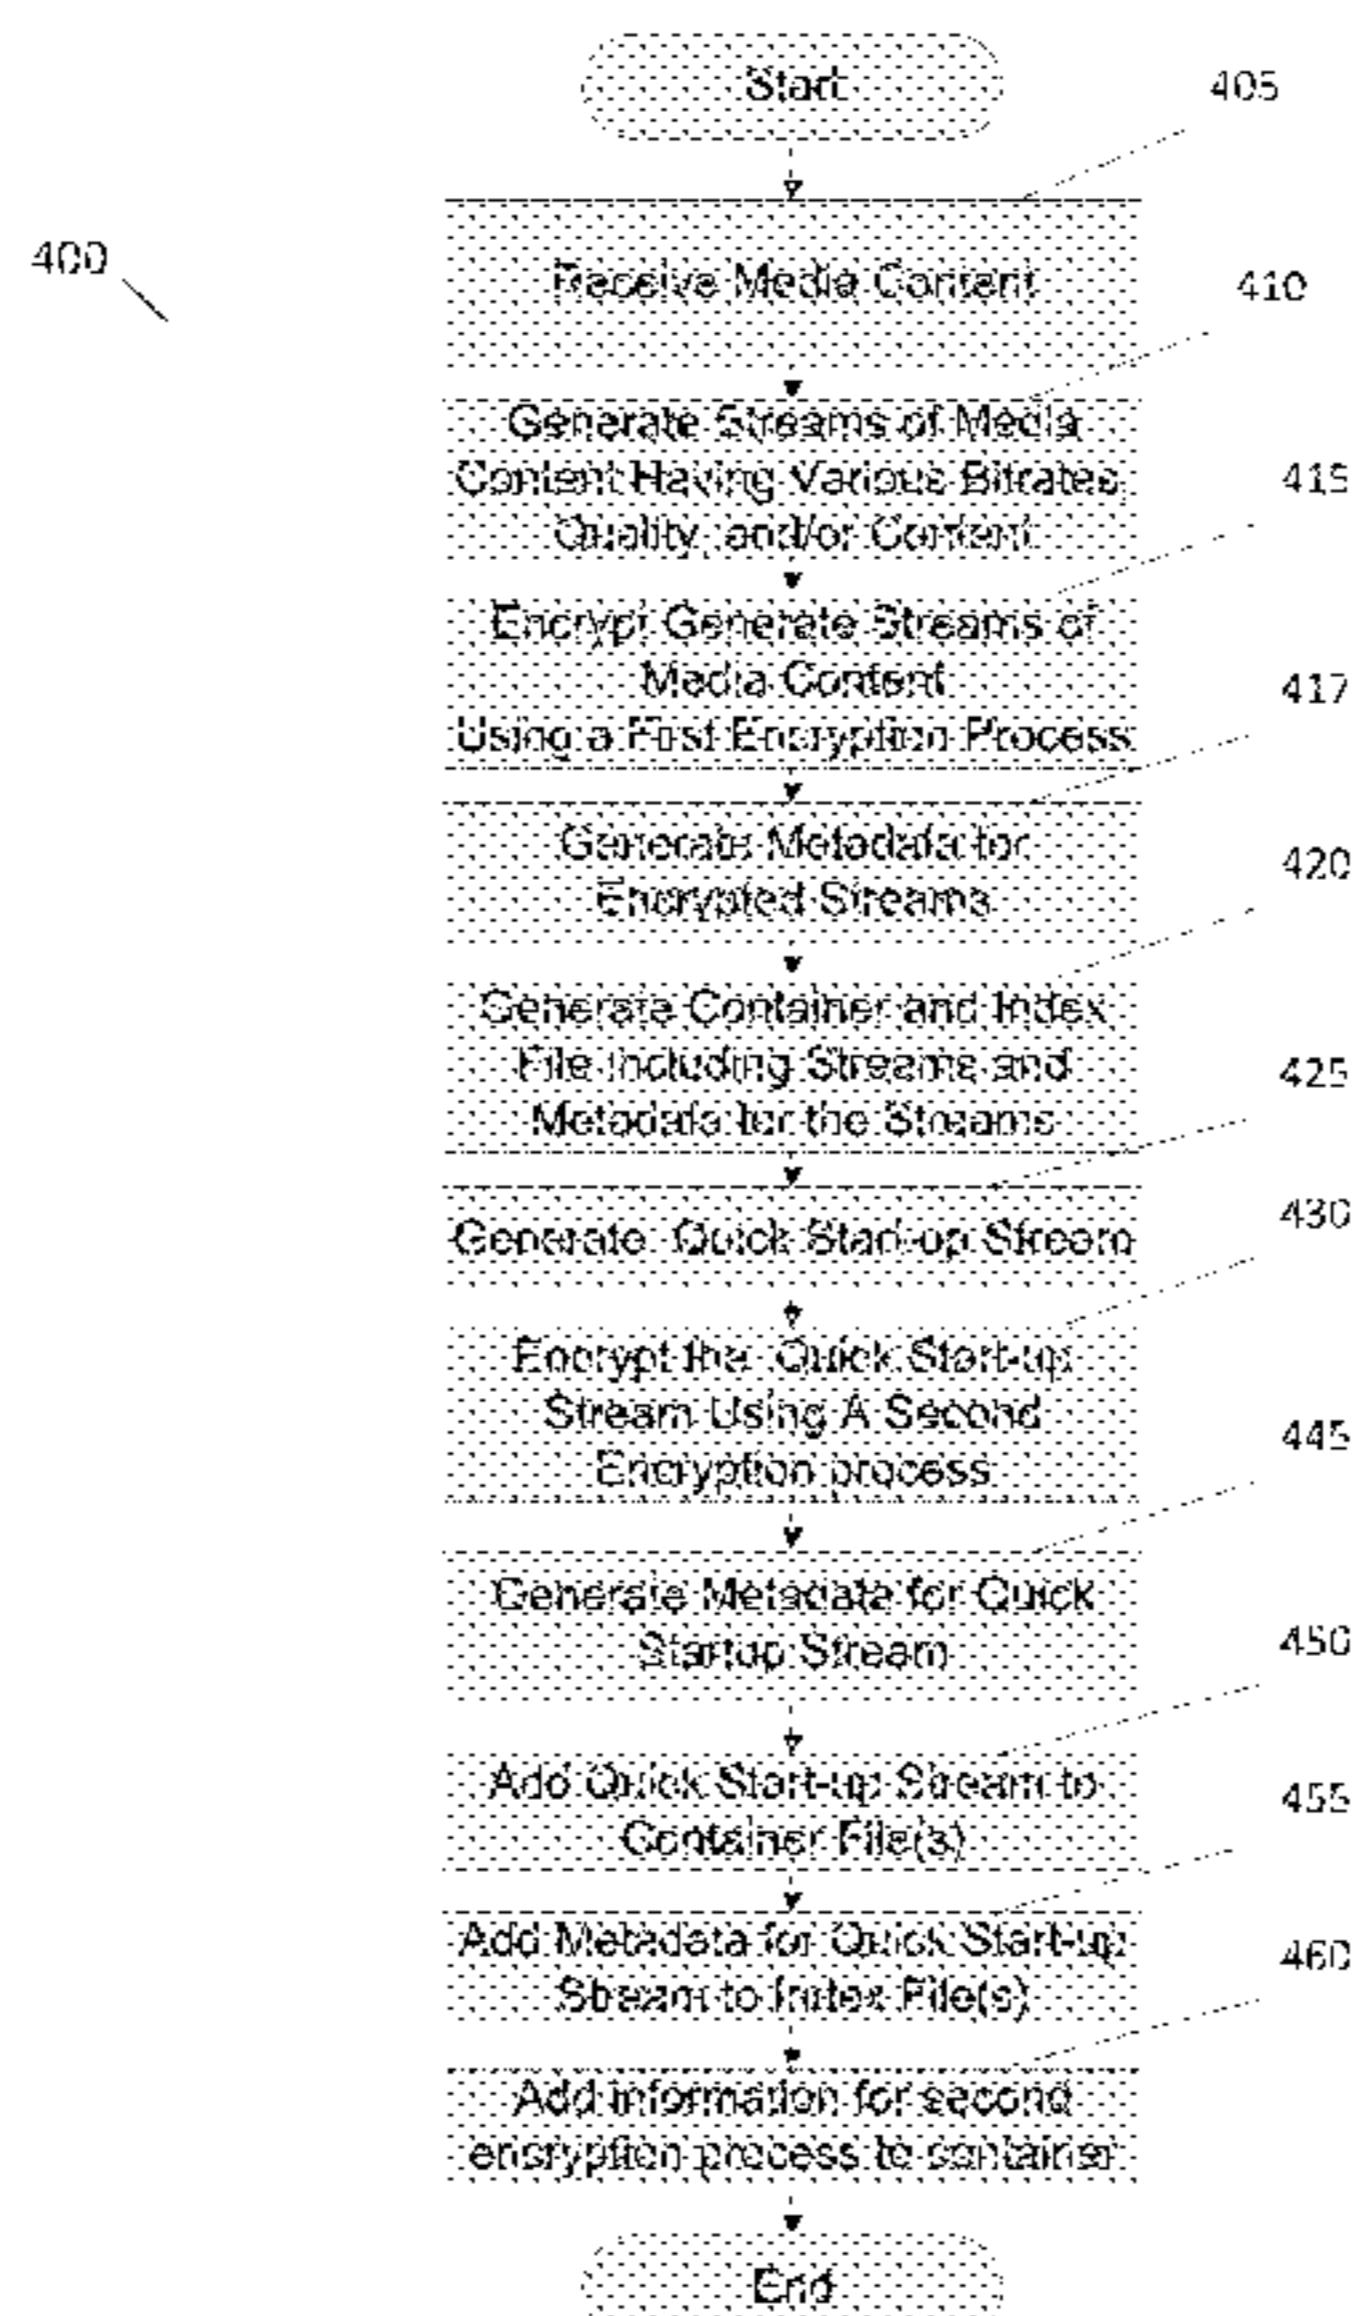 Start
405
400
Receive Media Content
410
Generate Streams of Media
Content Having Various Bitrates,
Quality, and/or Content
415
Encrypt Generate Streams of
Media Content
Using a First Encryption Process
417
Generate Metadata for
Encrypted Streams
420
Generate Container and Index
File including Streams and
Metadata for the Streams
425
Generate Quick Start-up Stream
430
Encrypt the Quick Start-up
Stream Using A Second
Encryption process
445
Generate Metadata for Quick
Startup Stream
450
Add Quick Start-up Stream to
Container File(s)
455
Add Metadata for Quick Start-up
Stream to Index File(s)
460
Add information for second
encryption process to container
End